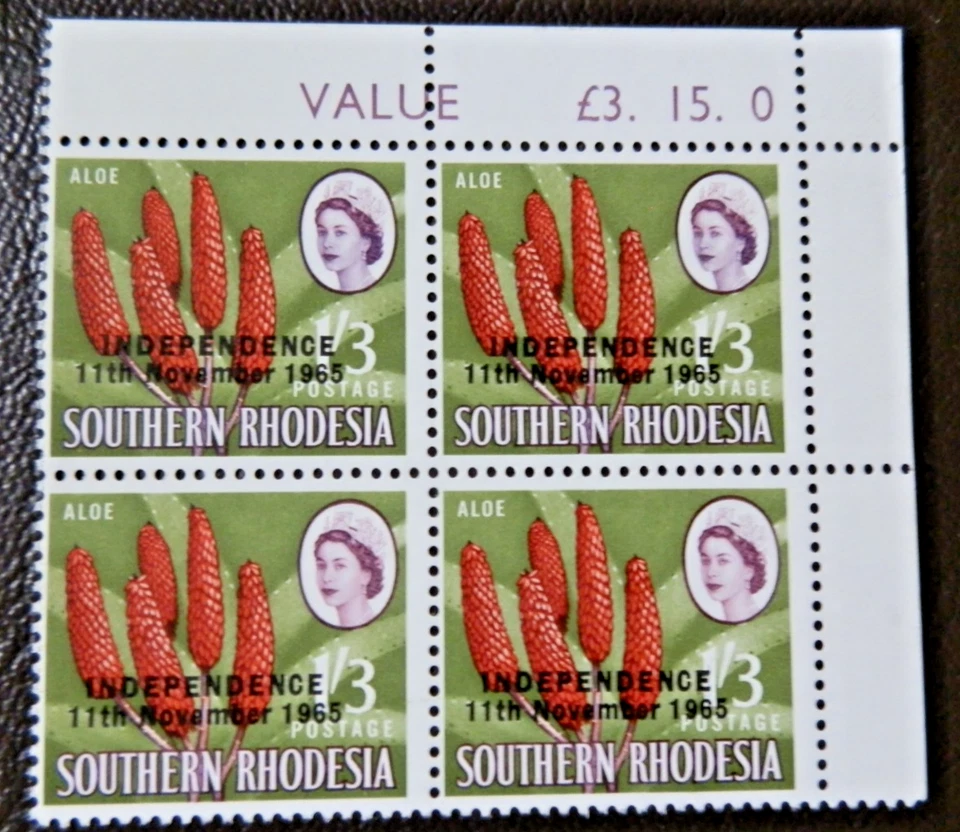 VALUE £3. 15. 0
ALOE
1/3
INDEPENDENCE
11th November 1965
POSTAGE
SOUTHERN RHODESIA
ALOE
1/3
INDEPENDENCE
11th November 1965
POSTAGE
SOUTHERN RHODESIA
ALOE
1/3
INDEPENDENCE
11th November 1965
POSTAGE
SOUTHERN RHODESIA
ALOE
1/3
INDEPENDENCE
11th November 1965
POSTAGE
SOUTHERN RHODESIA